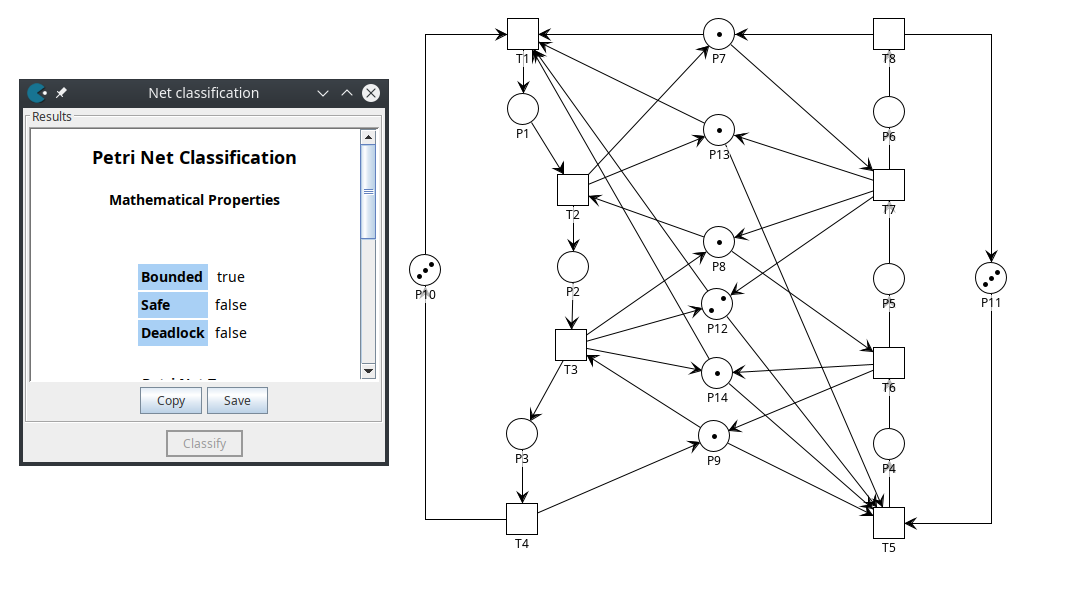 Net classification
Results
Petri Net Classification
Mathematical Properties
Bounded true
Safe false
Deadlock false
Copy Save
Classify
T1
P7
T8
P1
P6
P13
T2
T7
P8
P2
P5
P10
P11
P12
T3
T6
P14
P3
P9
P4
T4
T5